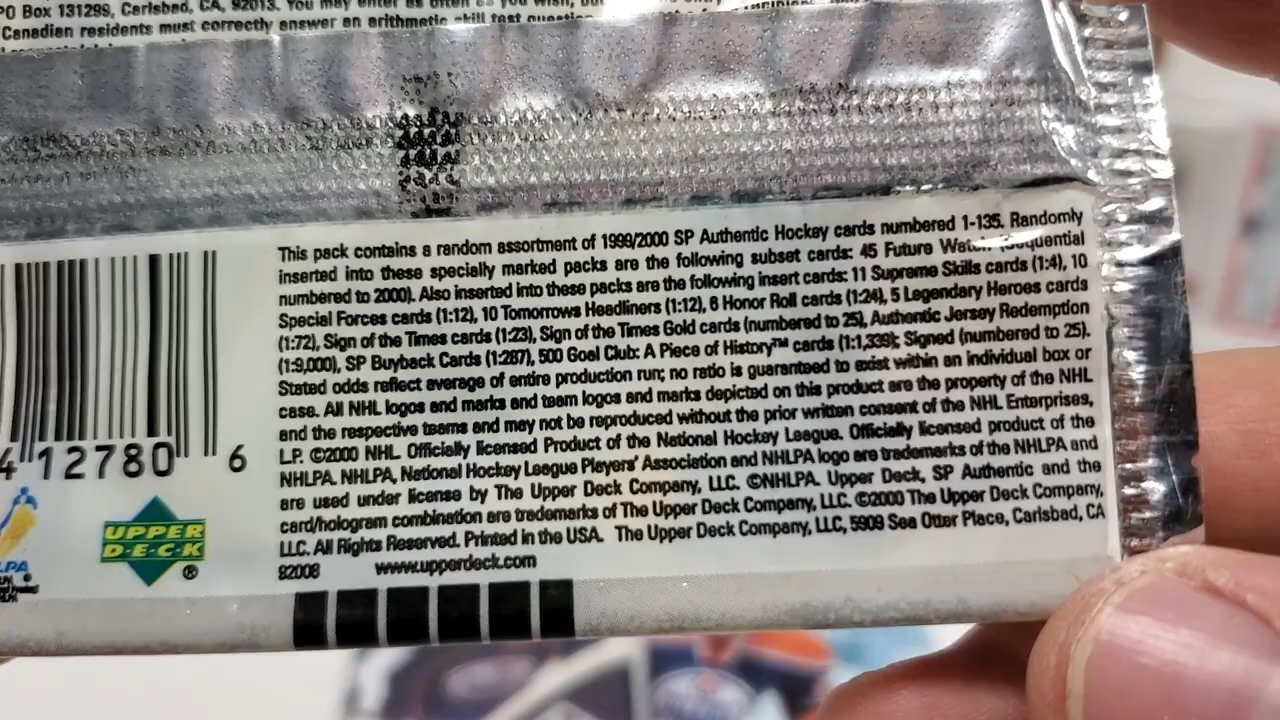 PO Box 131299, Carlsbad, CA, 92013. You may enter as often as you wish, but
Canadian residents must correctly answer an arithmetic skill test question
This pack contains a random assortment of 1999/2000 SP Authentic Hockey cards numbered 1-135. Randomly
inserted into these specially marked packs are the following subset cards: 45 Future Watch (sequential
numbered to 2000). Also inserted into these packs are the following insert cards: 11 Supreme Skills cards (1:4), 10
Special Forces cards (1:12), 10 Tomorrows Headliners (1:12), 6 Honor Roll cards (1:24), 5 Legendary Heroes cards
(1:72), Sign of the Times cards (1:23), Sign of the Times Gold cards (numbered to 25), Authentic Jersey Redemption
(1:9,000), SP Buyback Cards (1:287), 500 Goal Club: A Piece of History™ cards (1:1,339); Signed (numbered to 25).
Stated odds reflect average of entire production run; no ratio is guaranteed to exist within an individual box or
case. All NHL logos and marks and team logos and marks depicted on this product are the property of the NHL
and the respective teams and may not be reproduced without the prior written consent of the NHL Enterprises,
L.P. ©2000 NHL. Officially licensed Product of the National Hockey League. Officially licensed product of the
NHLPA. NHLPA, National Hockey League Players' Association and NHLPA logo are trademarks of the NHLPA and
are used under license by The Upper Deck Company, LLC. ©NHLPA. Upper Deck, SP Authentic and the
card/hologram combination are trademarks of The Upper Deck Company, LLC. ©2000 The Upper Deck Company,
LLC. All Rights Reserved. Printed in the USA. The Upper Deck Company, LLC, 5909 Sea Otter Place, Carlsbad, CA
92008 www.upperdeck.com
4 12780 6
UPPER
D·E·C·K
®
LPA